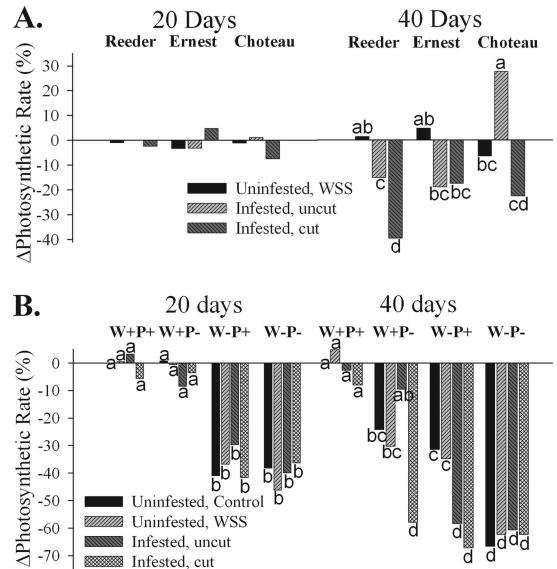 A.
20 Days 40 Days
Reeder Ernest Choteau Reeder Ernest Choteau
ΔPhotosynthetic Rate (%)
30
20
10
0
-10
-20
-30
-40
a
ab ab
c bc bc bc cd
d
Uninfested, WSS
Infested, uncut
Infested, cut
B.
20 days 40 days
W+P+ W+P- W-P+ W-P- W+P+ W+P- W-P+ W-P-
ΔPhotosynthetic Rate (%)
10
0
-10
-20
-30
-40
-50
-60
-70
a a a a a a a a b b b b b b b b
a a a a bc bc ab d c c d d d d d d
Uninfested, Control
Uninfested, WSS
Infested, uncut
Infested, cut